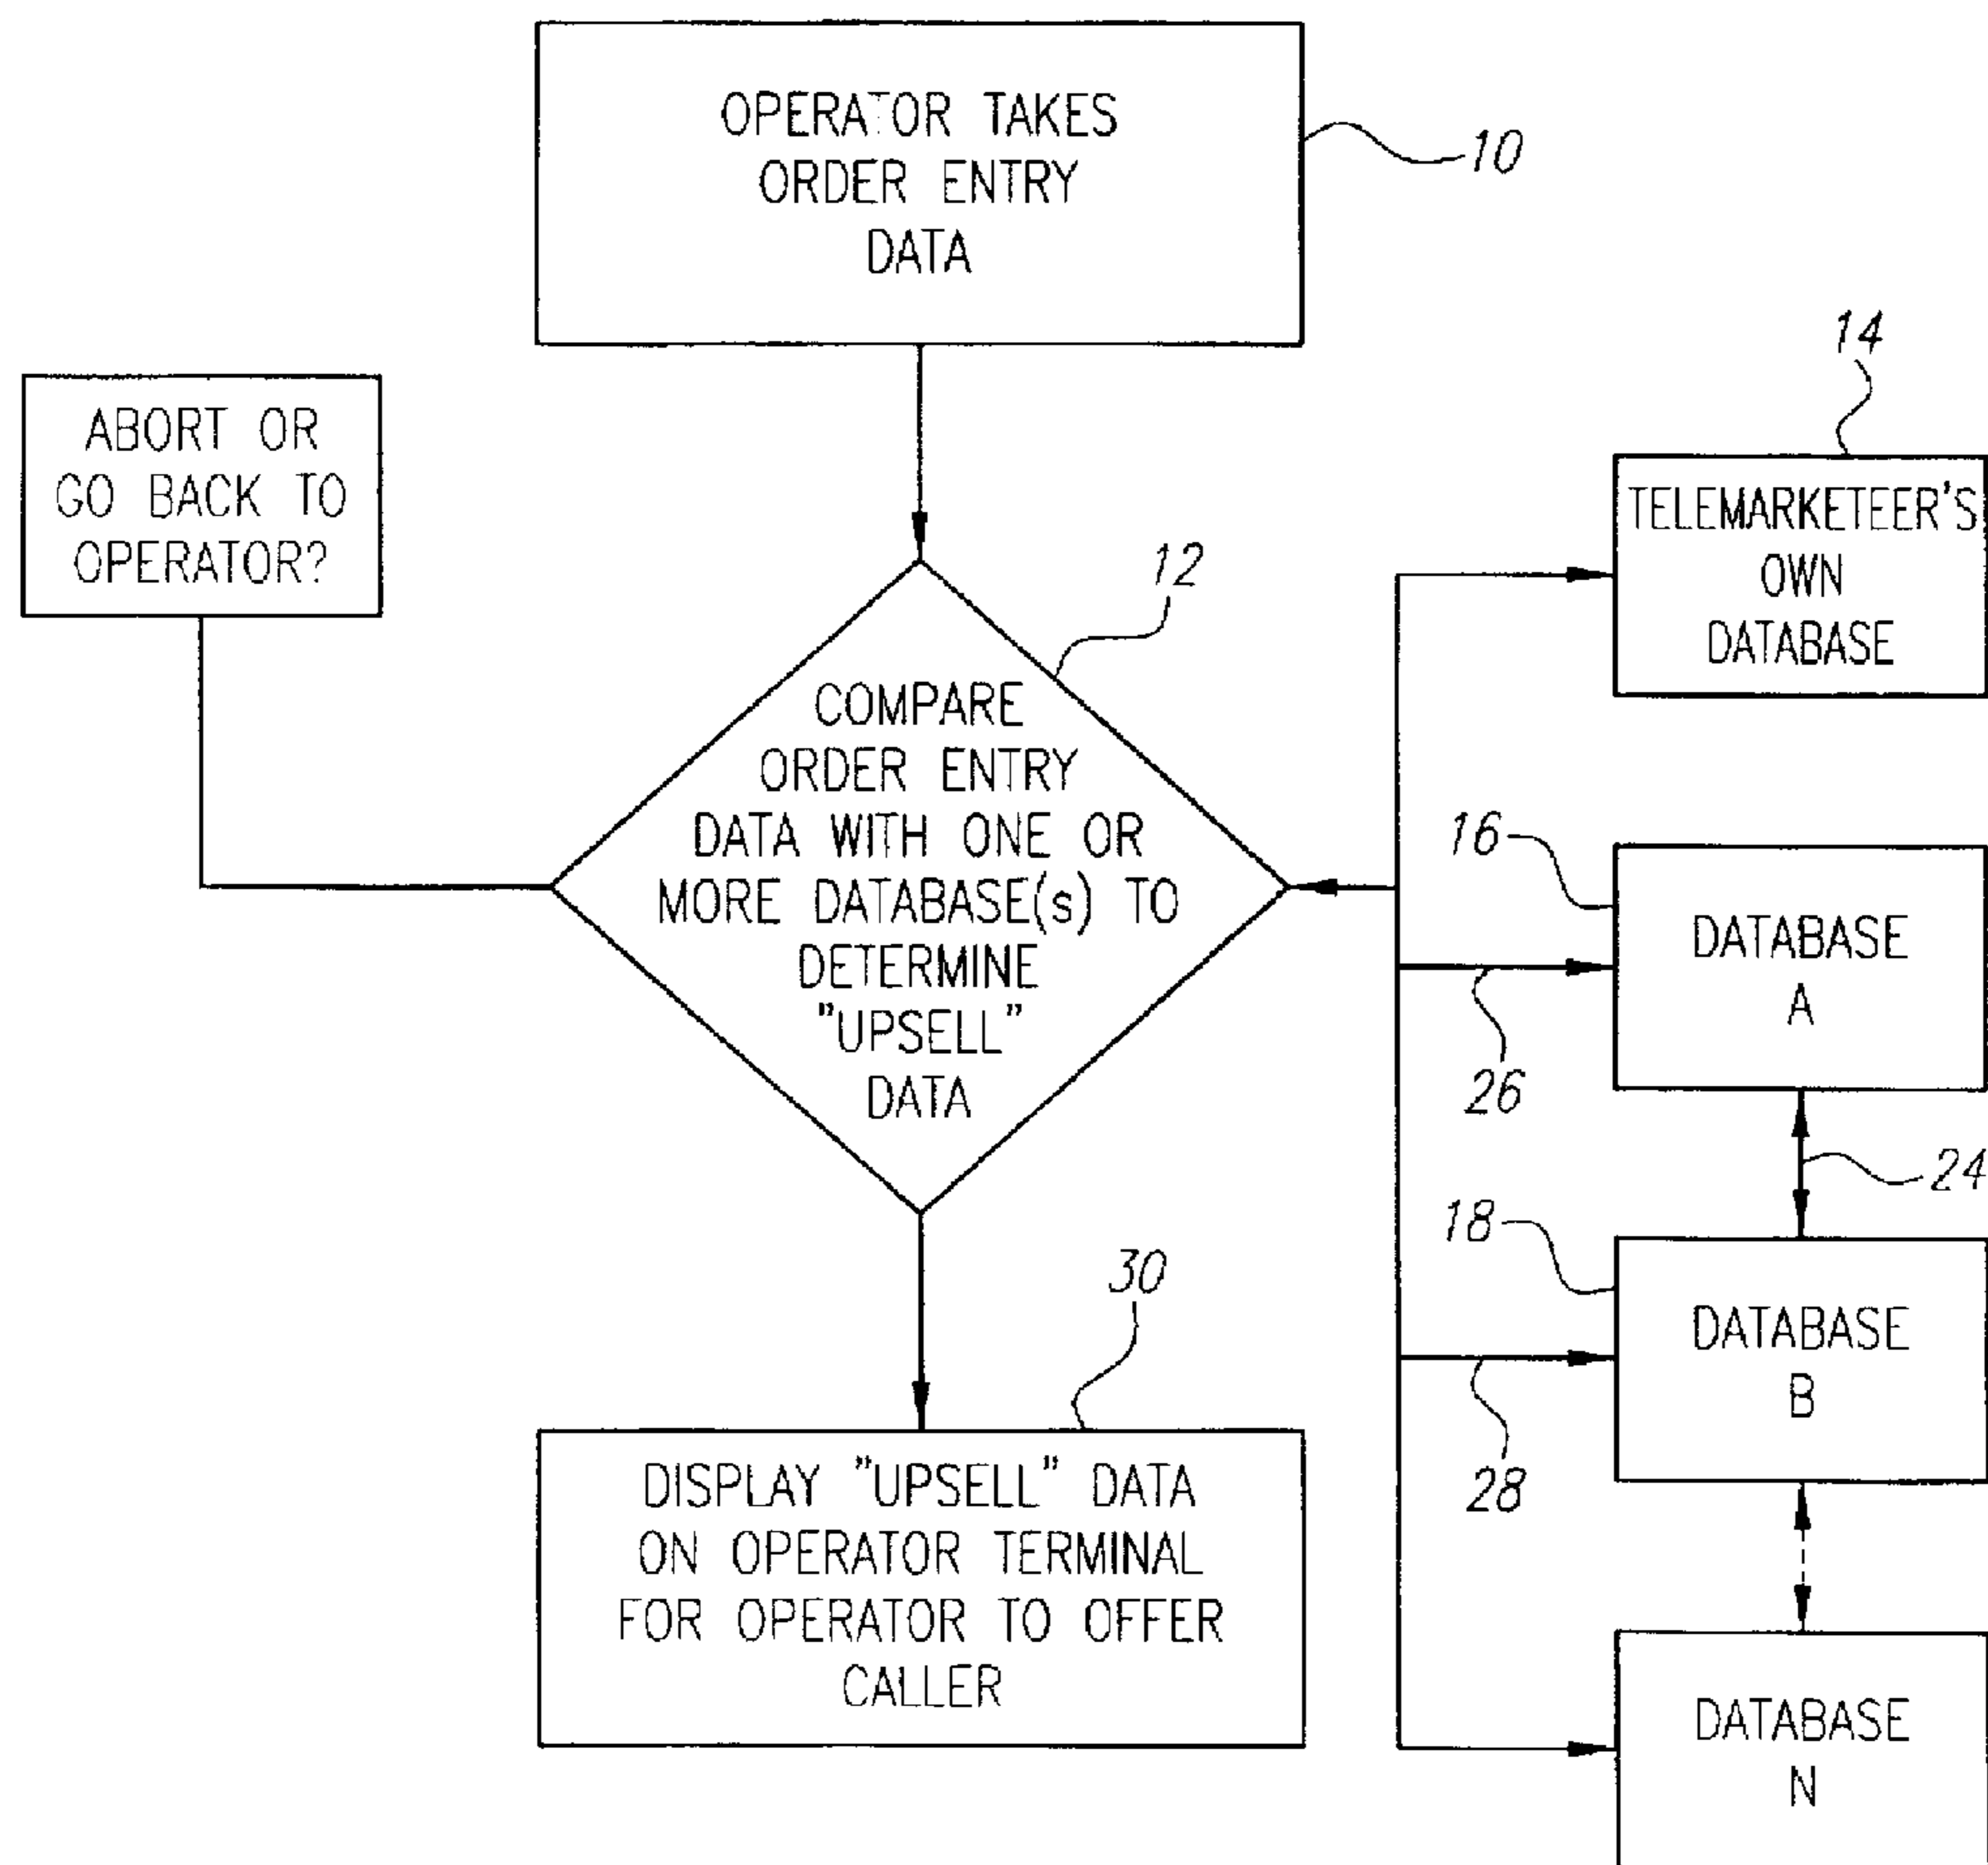 OPERATOR TAKES
ORDER ENTRY
DATA
10
ABORT OR
GO BACK TO
OPERATOR?
14
TELEMARKETEER'S
OWN
DATABASE
12
COMPARE
ORDER ENTRY
DATA WITH ONE OR
MORE DATABASE(s) TO
DETERMINE
"UPSELL"
DATA
16
DATABASE
A
26
24
18
DATABASE
B
28
30
DISPLAY "UPSELL" DATA
ON OPERATOR TERMINAL
FOR OPERATOR TO OFFER
CALLER
DATABASE
N